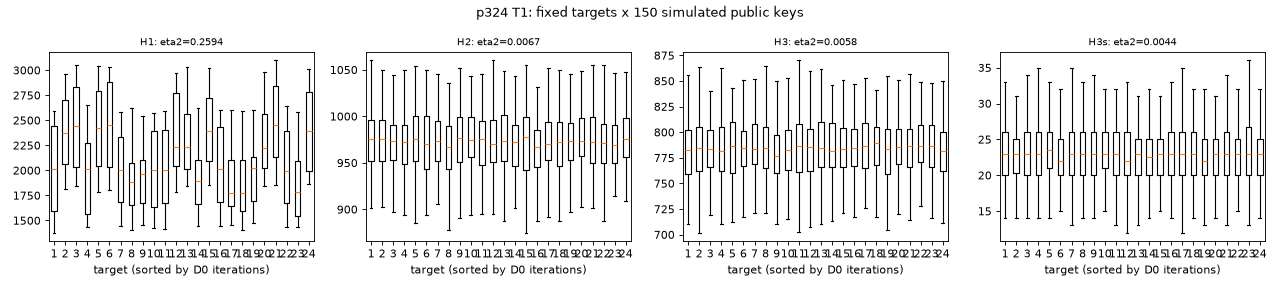 p324 T1: fixed targets x 150 simulated public keys
H1: eta2=0.2594
3000
2750
2500
2250
2000
1750
1500
1 2 3 4 5 6 7 8 9 10 11 12 13 14 15 16 17 18 19 20 21 22 23 24
target (sorted by D0 iterations)
H2: eta2=0.0067
1050
1000
950
900
1 2 3 4 5 6 7 8 9 10 11 12 13 14 15 16 17 18 19 20 21 22 23 24
target (sorted by D0 iterations)
H3: eta2=0.0058
875
850
825
800
775
750
725
700
1 2 3 4 5 6 7 8 9 10 11 12 13 14 15 16 17 18 19 20 21 22 23 24
target (sorted by D0 iterations)
H3s: eta2=0.0044
35
30
25
20
15
1 2 3 4 5 6 7 8 9 10 11 12 13 14 15 16 17 18 19 20 21 22 23 24
target (sorted by D0 iterations)